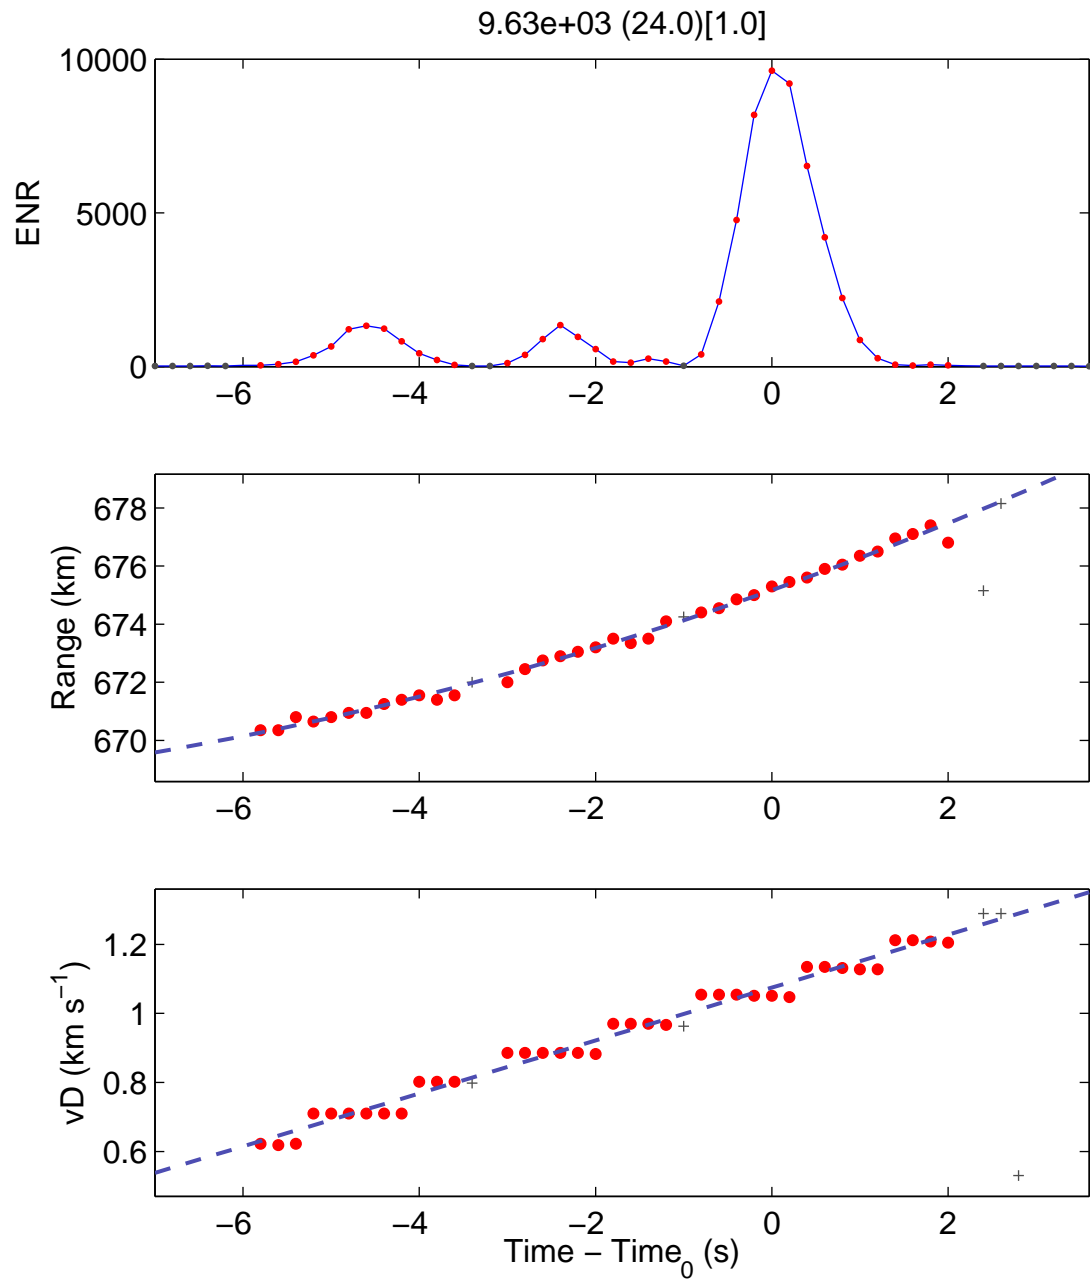 9.63e+03 (24.0)[1.0]
10000
5000
0
ENR
−6 −4 −2 0 2
678
676
674
672
670
Range (km)
−6 −4 −2 0 2
1.2
1
0.8
0.6
vD (km s⁻¹)
−6 −4 −2 0 2
Time − Time₀ (s)